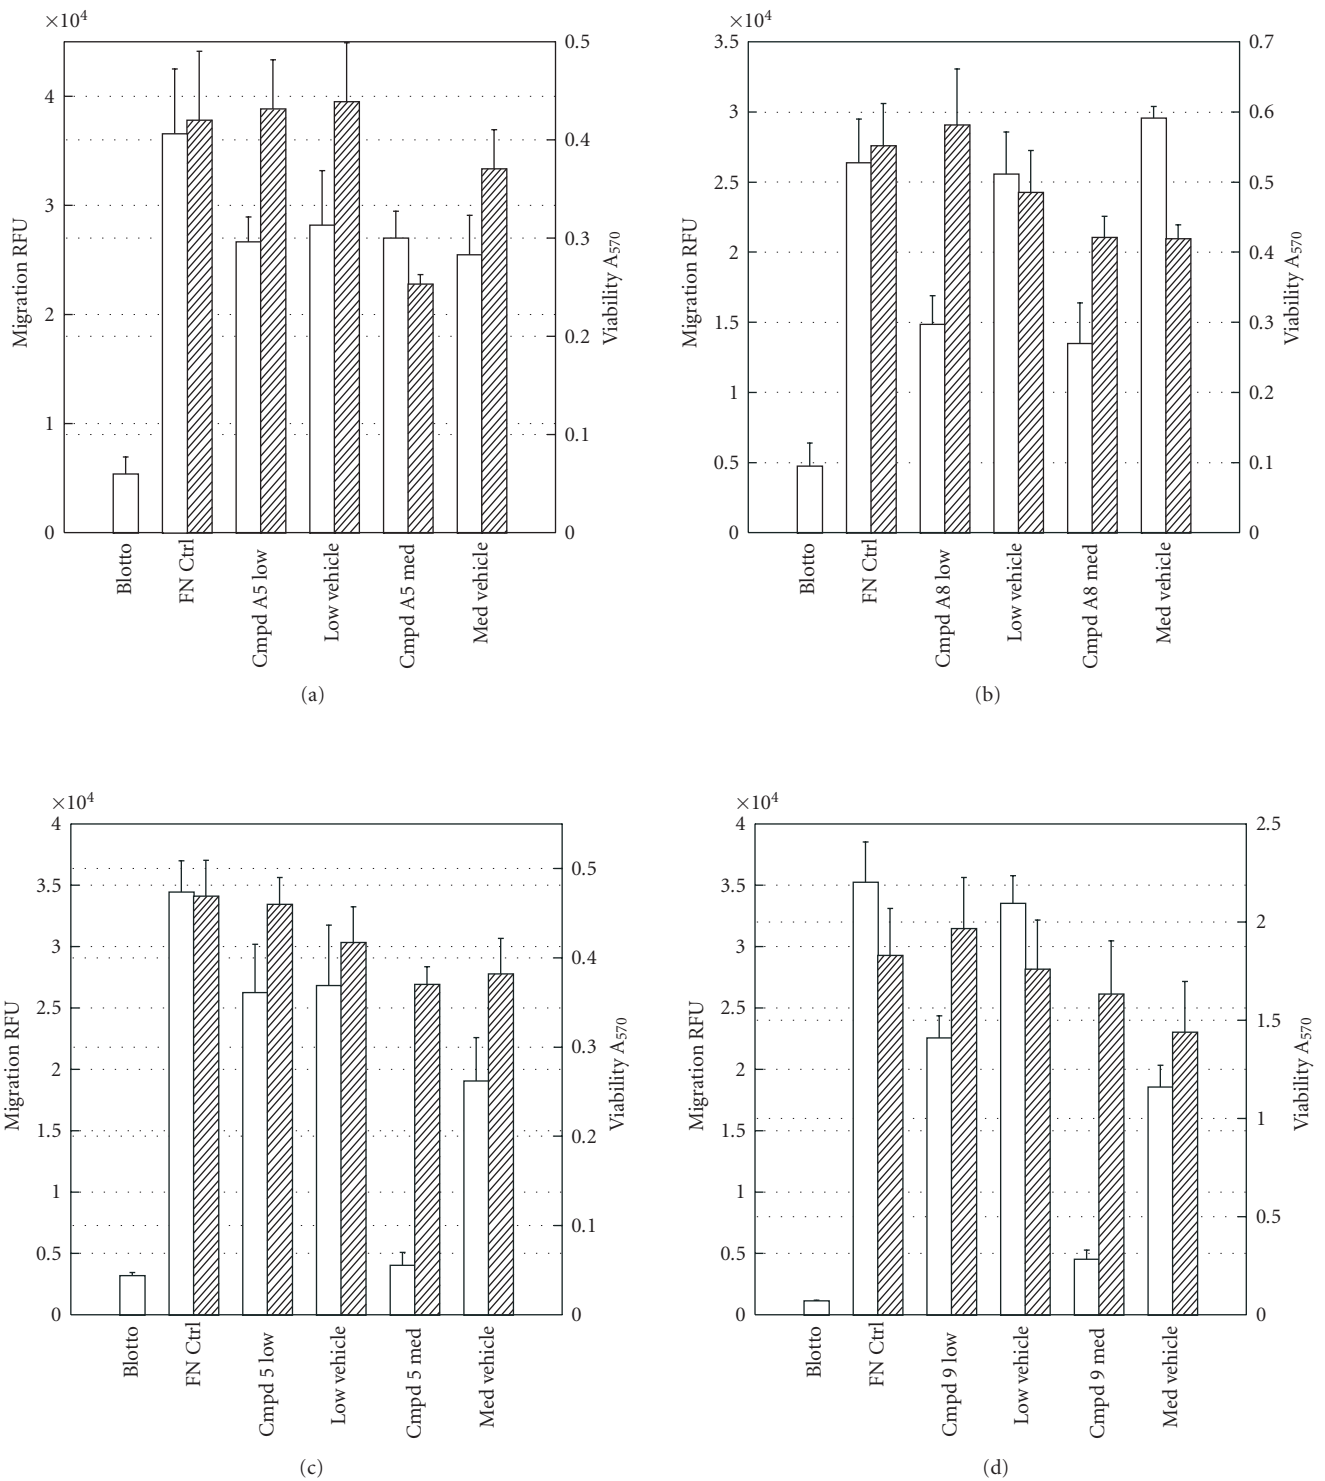 ×10⁴
0.5
4
0.4
3
0.3
2
0.2
1
0.1
0
0
Migration RFU
Viability A₅₇₀
Blotto
FN Ctrl
Cmpd A5 low
Low vehicle
Cmpd A5 med
Med vehicle
(a)
×10⁴
3.5
0.7
3
0.6
2.5
0.5
2
0.4
1.5
0.3
1
0.2
0.5
0.1
0
0
Migration RFU
Viability A₅₇₀
Blotto
FN Ctrl
Cmpd A8 low
Low vehicle
Cmpd A8 med
Med vehicle
(b)
×10⁴
4
3.5
0.5
3
0.4
2.5
0.3
2
0.2
1.5
1
0.1
0.5
0
0
Migration RFU
Viability A₅₇₀
Blotto
FN Ctrl
Cmpd 5 low
Low vehicle
Cmpd 5 med
Med vehicle
(c)
×10⁴
4
2.5
3.5
2
3
2.5
1.5
2
1.5
1
1
0.5
0.5
0
0
Migration RFU
Viability A₅₇₀
Blotto
FN Ctrl
Cmpd 9 low
Low vehicle
Cmpd 9 med
Med vehicle
(d)